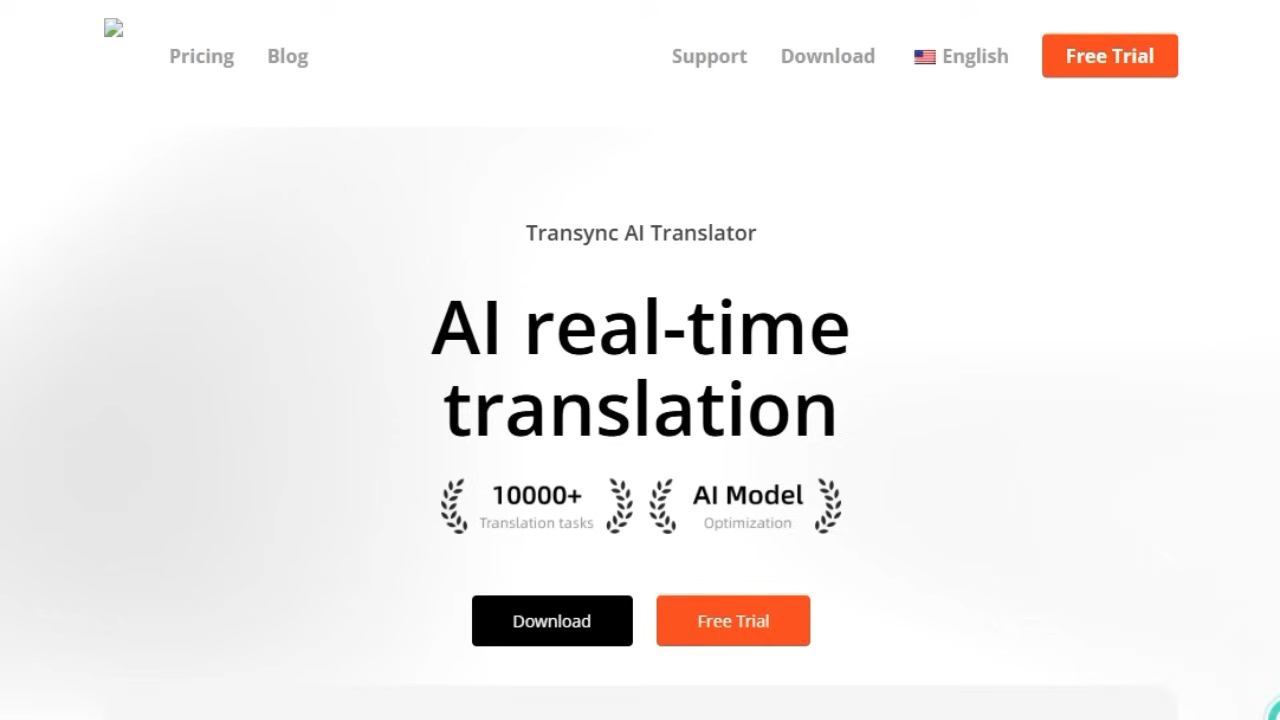 Pricing Blog Support Download English Free Trial
Transync AI Translator
AI real-time
translation
10000+ AI Model
Translation tasks Optimization
Download Free Trial